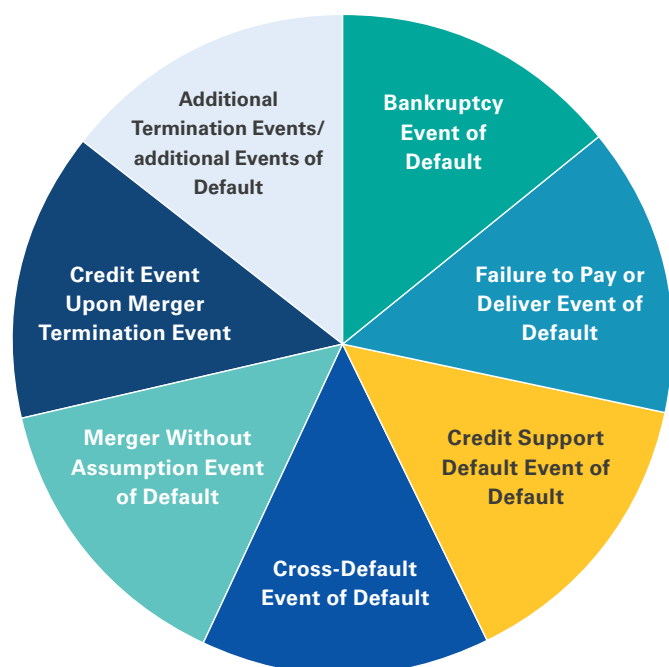 Additional
Termination Events/
additional Events of
Default
Bankruptcy
Event of
Default
Failure to Pay or
Deliver Event of
Default
Credit Support
Default Event of
Default
Cross-Default
Event of Default
Merger Without
Assumption Event
of Default
Credit Event
Upon Merger
Termination Event